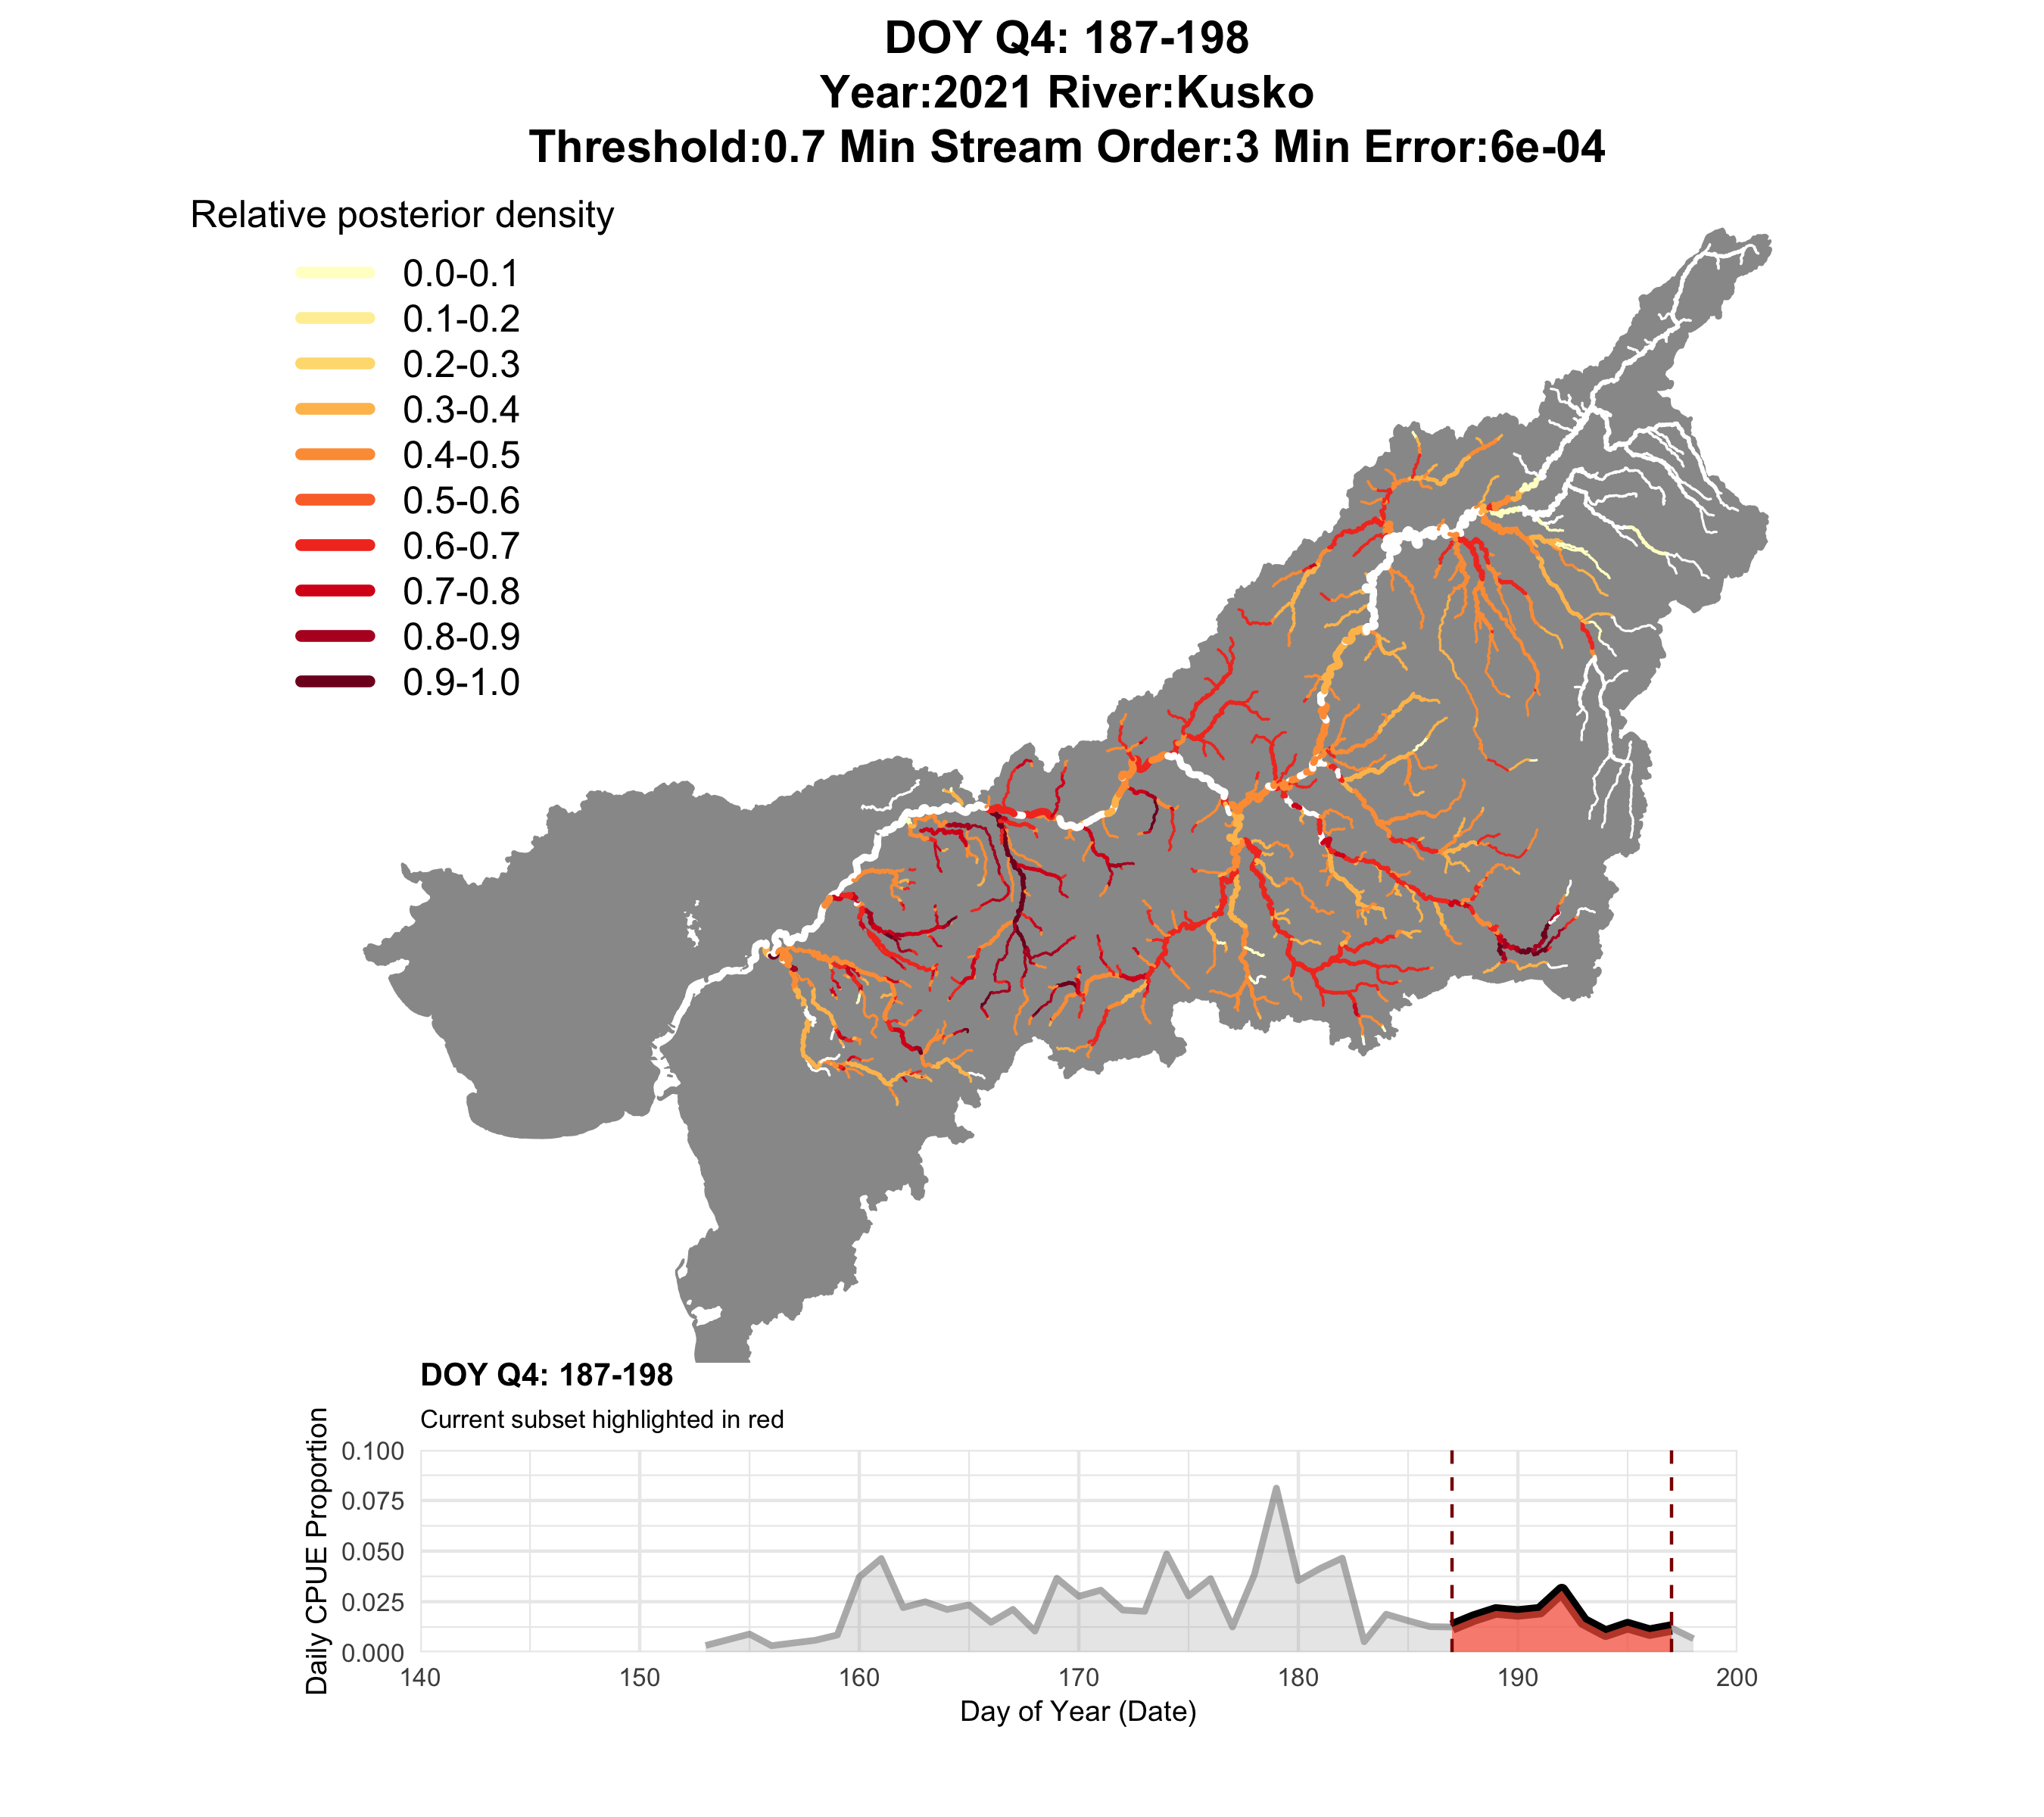 DOY Q4: 187-198
Year:2021 River:Kusko
Threshold:0.7 Min Stream Order:3 Min Error:6e-04
Relative posterior density
0.0-0.1
0.1-0.2
0.2-0.3
0.3-0.4
0.4-0.5
0.5-0.6
0.6-0.7
0.7-0.8
0.8-0.9
0.9-1.0
DOY Q4: 187-198
Current subset highlighted in red
Daily CPUE Proportion
0.100
0.075
0.050
0.025
0.000
140 150 160 170 180 190 200
Day of Year (Date)